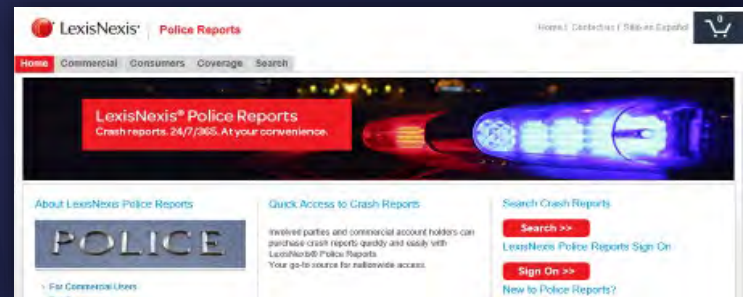 LexisNexis® Police Reports
Home | Contact us | Sitio en Español
0
Home Commercial Consumers Coverage Search
LexisNexis® Police Reports
Crash reports. 24/7/365. At your convenience.
About LexisNexis Police Reports
POLICE
› For Commercial Users
Quick Access to Crash Reports
Involved parties and commercial account holders can
purchase crash reports quickly and easily with
LexisNexis® Police Reports
Your go-to source for nationwide access.
Search Crash Reports
Search >>
LexisNexis Police Reports Sign On
Sign On >>
New to Police Reports?